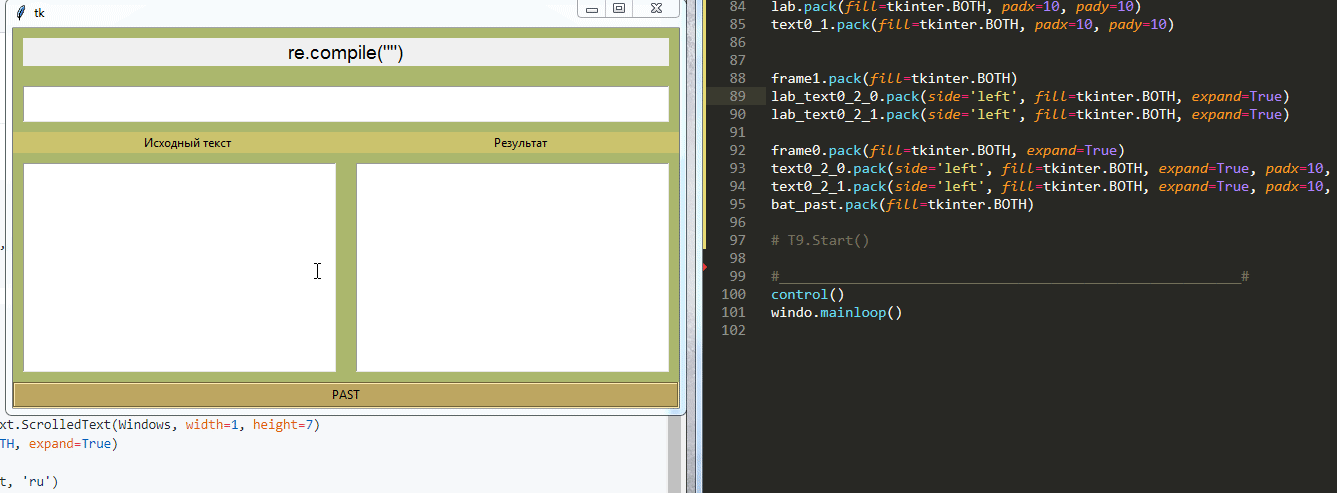 tk
re.compile("")
Исходный текст
Результат
PAST
xt.ScrolledText(Windows, width=1, height=7)
TH, expand=True)
t, 'ru')
84 lab.pack(fill=tkinter.BOTH, padx=10, pady=10)
85 text0_1.pack(fill=tkinter.BOTH, padx=10, pady=10)
86
87
88 frame1.pack(fill=tkinter.BOTH)
89 lab_text0_2_0.pack(side='left', fill=tkinter.BOTH, expand=True)
90 lab_text0_2_1.pack(side='left', fill=tkinter.BOTH, expand=True)
91
92 frame0.pack(fill=tkinter.BOTH, expand=True)
93 text0_2_0.pack(side='left', fill=tkinter.BOTH, expand=True, padx=10,
94 text0_2_1.pack(side='left', fill=tkinter.BOTH, expand=True, padx=10,
95 bat_past.pack(fill=tkinter.BOTH)
96
97 # T9.Start()
98
99 #__________________________________________________________#
100 control()
101 windo.mainloop()
102